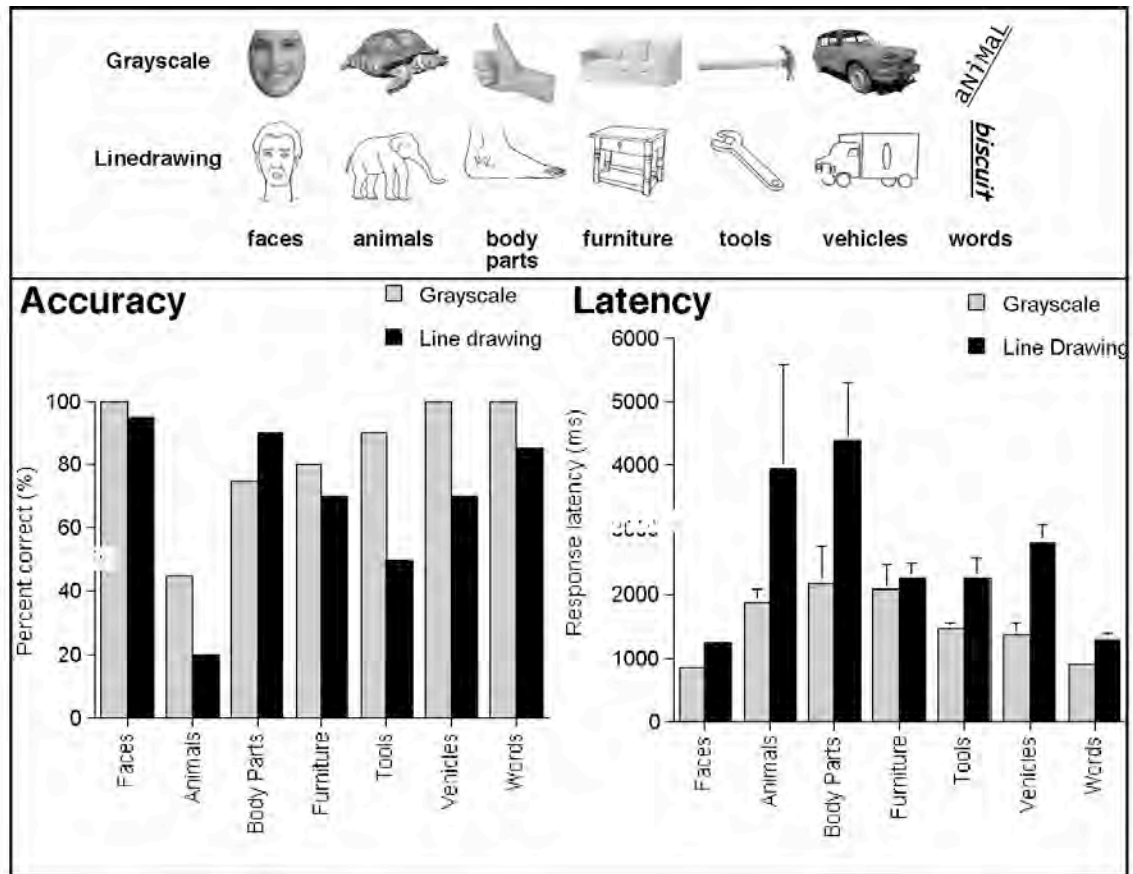 Grayscale
aNiMaL
Linedrawing
biscuit
faces animals body parts furniture tools vehicles words
Accuracy
Grayscale
Line drawing
Percent correct (%)
100
80
60
40
20
0
Faces
Animals
Body Parts
Furniture
Tools
Vehicles
Words
Latency
Grayscale
Line Drawing
Response latency (ms)
6000
5000
4000
3000
2000
1000
0
Faces
Animals
Body Parts
Furniture
Tools
Venicles
Words